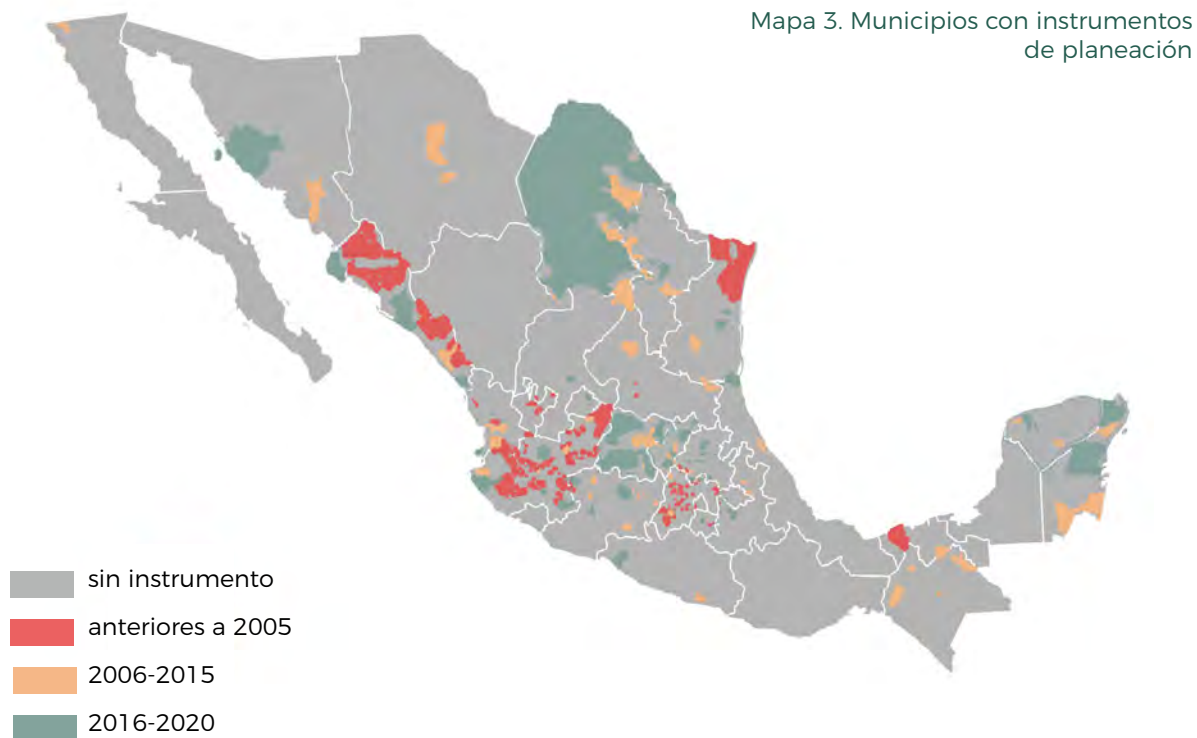 Mapa 3. Municipios con instrumentos
de planeación
sin instrumento
anteriores a 2005
2006-2015
2016-2020